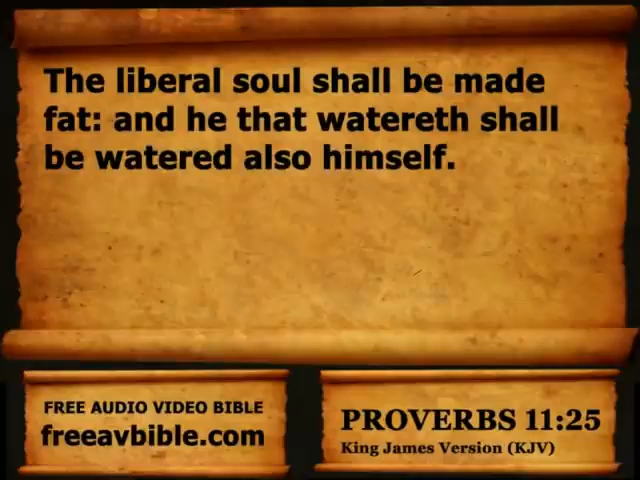 The liberal soul shall be made
fat: and he that watereth shall
be watered also himself.
FREE AUDIO VIDEO BIBLE
freeavbible.com
PROVERBS 11:25
King James Version (KJV)